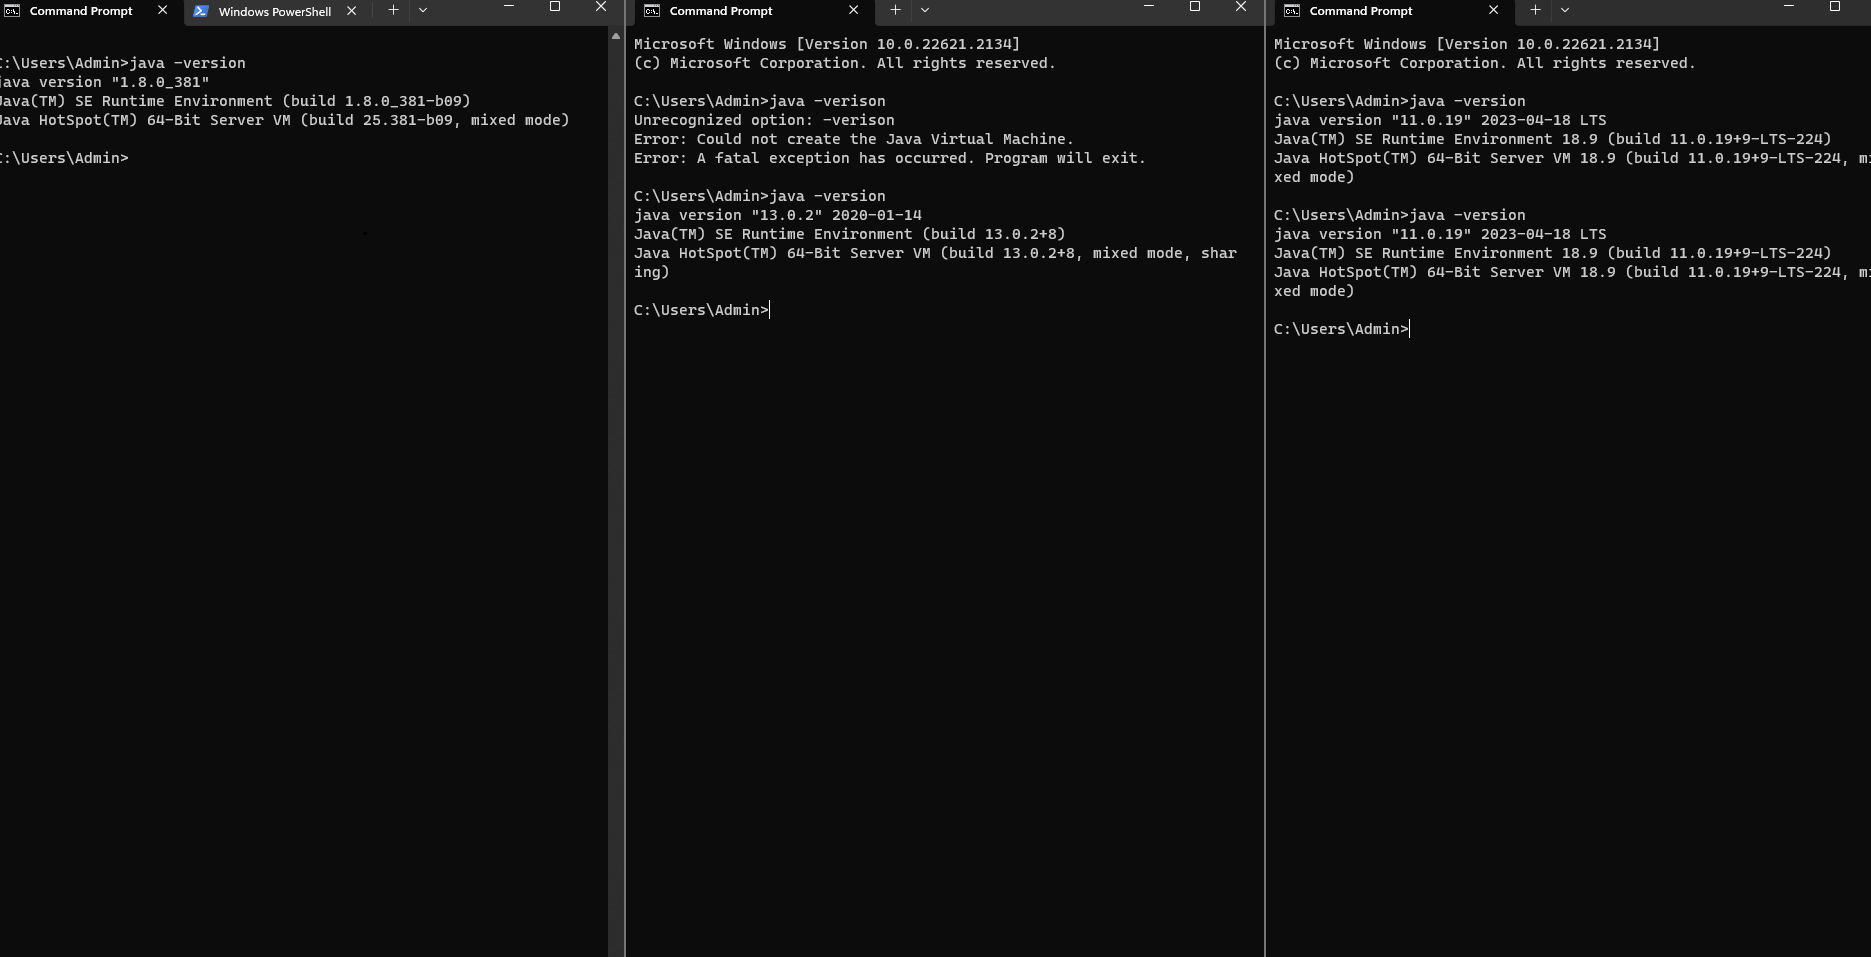 Command Prompt
Windows PowerShell
:\Users\Admin>java -version
java version "1.8.0_381"
Java(TM) SE Runtime Environment (build 1.8.0_381-b09)
Java HotSpot(TM) 64-Bit Server VM (build 25.381-b09, mixed mode)
:\Users\Admin>
Command Prompt
Microsoft Windows [Version 10.0.22621.2134]
(c) Microsoft Corporation. All rights reserved.
C:\Users\Admin>java -verison
Unrecognized option: -verison
Error: Could not create the Java Virtual Machine.
Error: A fatal exception has occurred. Program will exit.
C:\Users\Admin>java -version
java version "13.0.2" 2020-01-14
Java(TM) SE Runtime Environment (build 13.0.2+8)
Java HotSpot(TM) 64-Bit Server VM (build 13.0.2+8, mixed mode, shar
ing)
C:\Users\Admin>
Command Prompt
Microsoft Windows [Version 10.0.22621.2134]
(c) Microsoft Corporation. All rights reserved.
C:\Users\Admin>java -version
java version "11.0.19" 2023-04-18 LTS
Java(TM) SE Runtime Environment 18.9 (build 11.0.19+9-LTS-224)
Java HotSpot(TM) 64-Bit Server VM 18.9 (build 11.0.19+9-LTS-224, mi
xed mode)
C:\Users\Admin>java -version
java version "11.0.19" 2023-04-18 LTS
Java(TM) SE Runtime Environment 18.9 (build 11.0.19+9-LTS-224)
Java HotSpot(TM) 64-Bit Server VM 18.9 (build 11.0.19+9-LTS-224, mi
xed mode)
C:\Users\Admin>